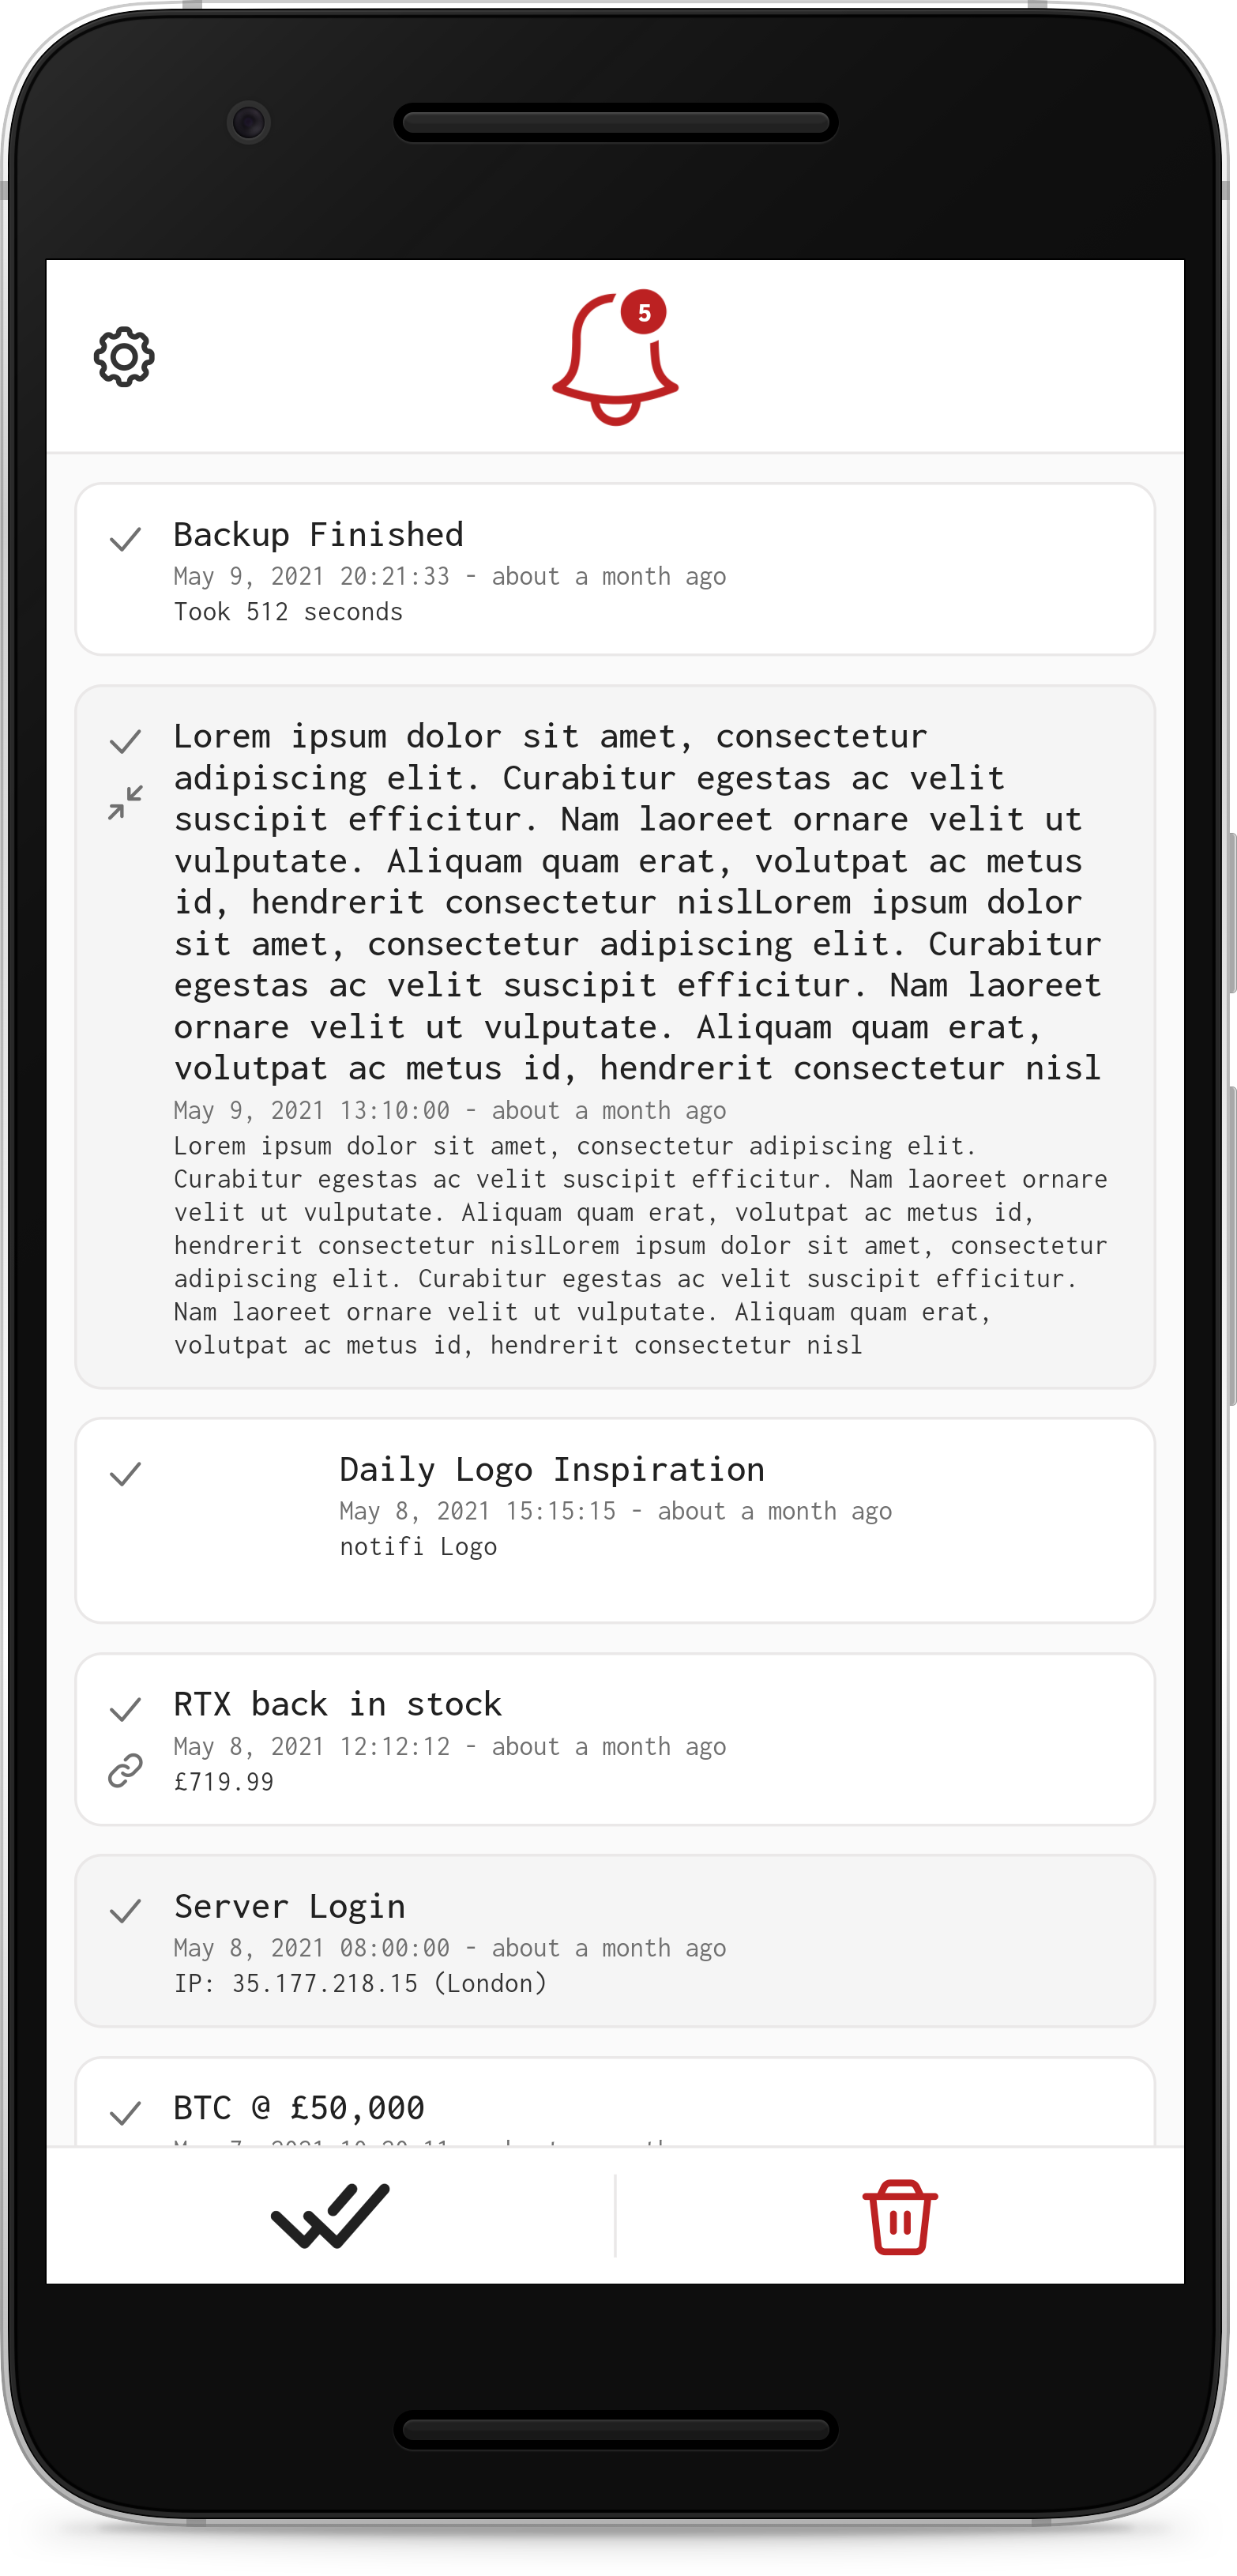 5
Backup Finished
May 9, 2021 20:21:33 - about a month ago
Took 512 seconds
Lorem ipsum dolor sit amet, consectetur
adipiscing elit. Curabitur egestas ac velit
suscipit efficitur. Nam laoreet ornare velit ut
vulputate. Aliquam quam erat, volutpat ac metus
id, hendrerit consectetur nislLorem ipsum dolor
sit amet, consectetur adipiscing elit. Curabitur
egestas ac velit suscipit efficitur. Nam laoreet
ornare velit ut vulputate. Aliquam quam erat,
volutpat ac metus id, hendrerit consectetur nisl
May 9, 2021 13:10:00 - about a month ago
Lorem ipsum dolor sit amet, consectetur adipiscing elit.
Curabitur egestas ac velit suscipit efficitur. Nam laoreet ornare
velit ut vulputate. Aliquam quam erat, volutpat ac metus id,
hendrerit consectetur nislLorem ipsum dolor sit amet, consectetur
adipiscing elit. Curabitur egestas ac velit suscipit efficitur.
Nam laoreet ornare velit ut vulputate. Aliquam quam erat,
volutpat ac metus id, hendrerit consectetur nisl
Daily Logo Inspiration
May 8, 2021 15:15:15 - about a month ago
notifi Logo
RTX back in stock
May 8, 2021 12:12:12 - about a month ago
£719.99
Server Login
May 8, 2021 08:00:00 - about a month ago
IP: 35.177.218.15 (London)
BTC @ £50,000